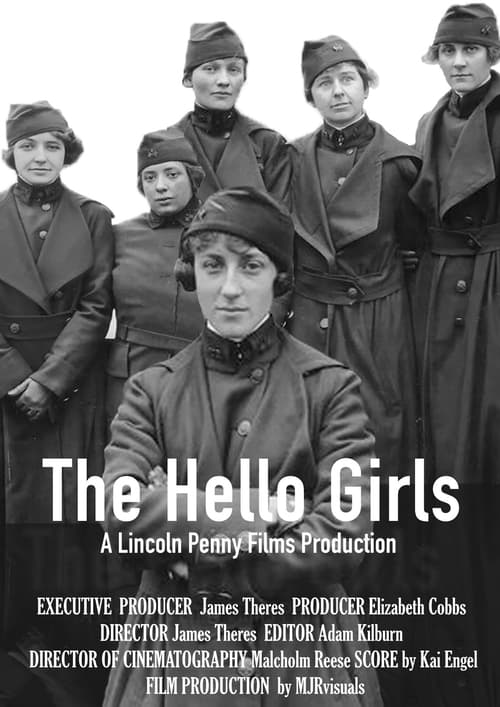 The Hello Girls
A Lincoln Penny Films Production
EXECUTIVE PRODUCER James Theres PRODUCER Elizabeth Cobbs
DIRECTOR James Theres EDITOR Adam Kilburn
DIRECTOR OF CINEMATOGRAPHY Malcholm Reese SCORE by Kai Engel
FILM PRODUCTION by MJRvisuals